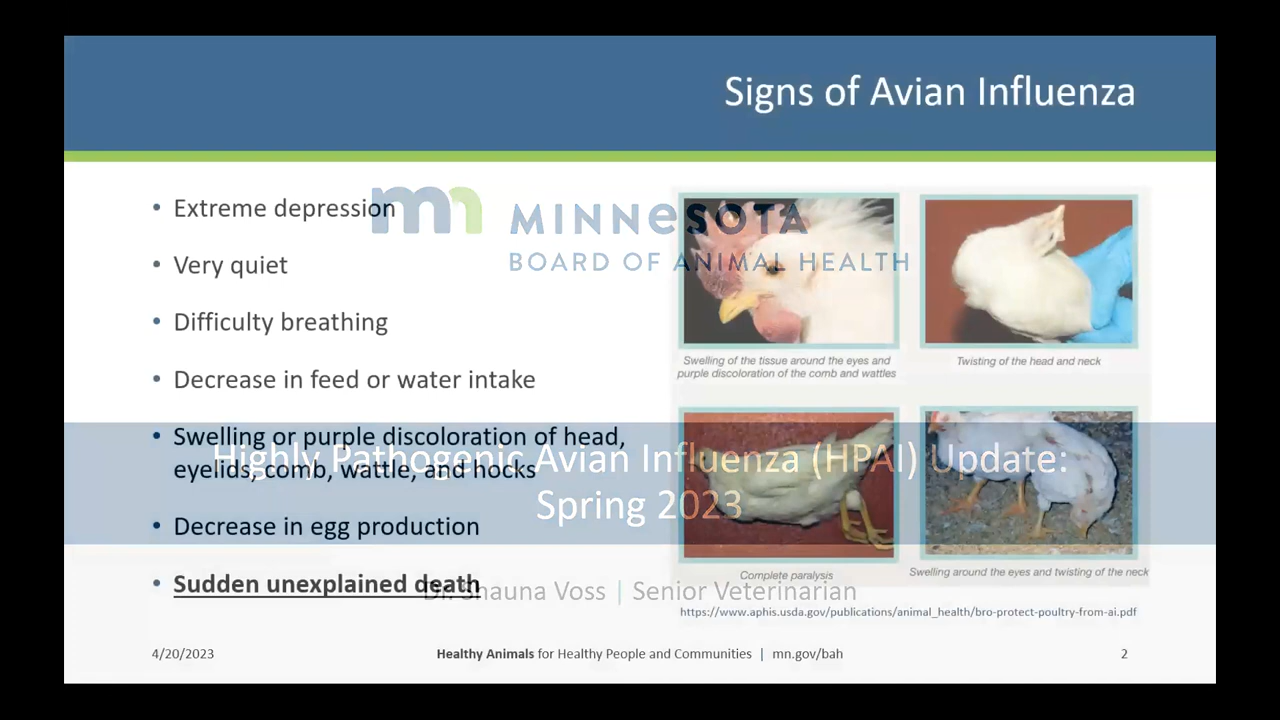 Signs of Avian Influenza
mn MINNESOTA
BOARD OF ANIMAL HEALTH
• Extreme depression
• Very quiet
• Difficulty breathing
• Decrease in feed or water intake
• Swelling or purple discoloration of head,
eyelids, comb, wattle, and hocks
• Decrease in egg production
• Sudden unexplained death
Swelling of the tissue around the eyes and
purple discoloration of the comb and wattles
Twisting of the head and neck
Highly Pathogenic Avian Influenza (HPAI) Update:
Spring 2023
Complete paralysis
Swelling around the eyes and twisting of the neck
Dr. Shauna Voss | Senior Veterinarian
https://www.aphis.usda.gov/publications/animal_health/bro-protect-poultry-from-ai.pdf
4/20/2023
Healthy Animals for Healthy People and Communities | mn.gov/bah
2